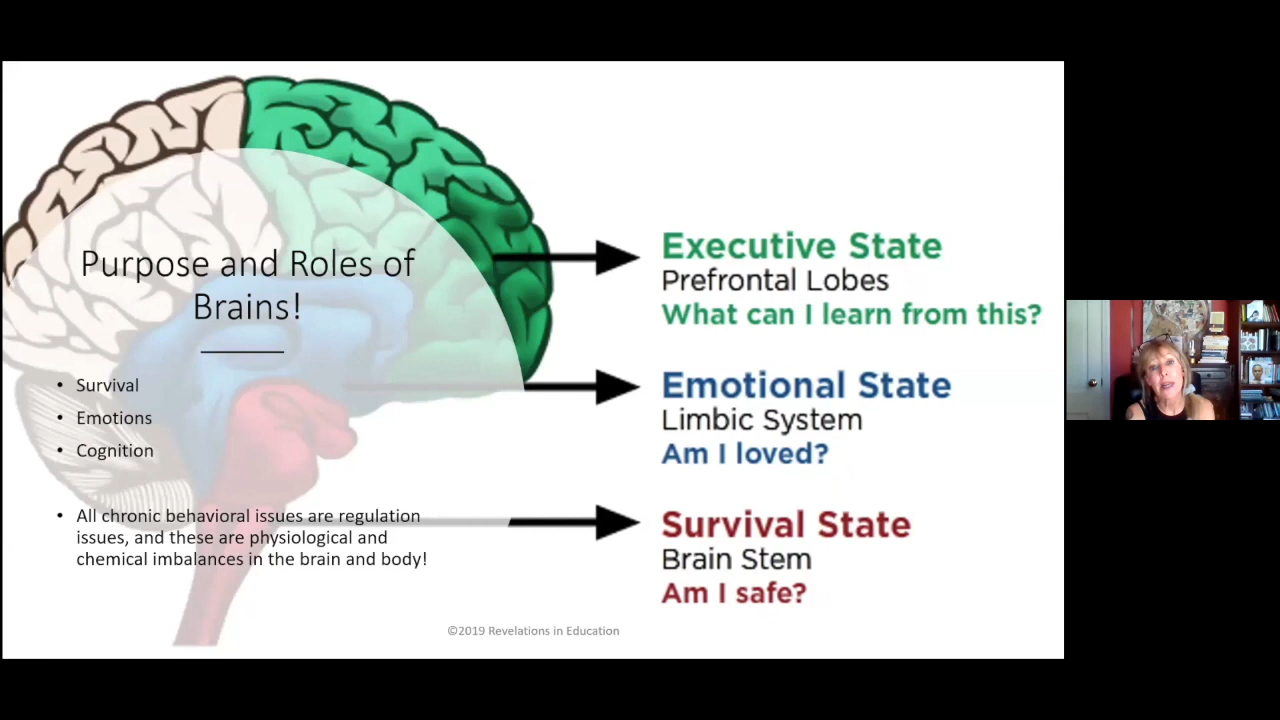 Purpose and Roles of
Brains!
• Survival
• Emotions
• Cognition
• All chronic behavioral issues are regulation
issues, and these are physiological and
chemical imbalances in the brain and body!
Executive State
Prefrontal Lobes
What can I learn from this?
Emotional State
Limbic System
Am I loved?
Survival State
Brain Stem
Am I safe?
©2019 Revelations in Education